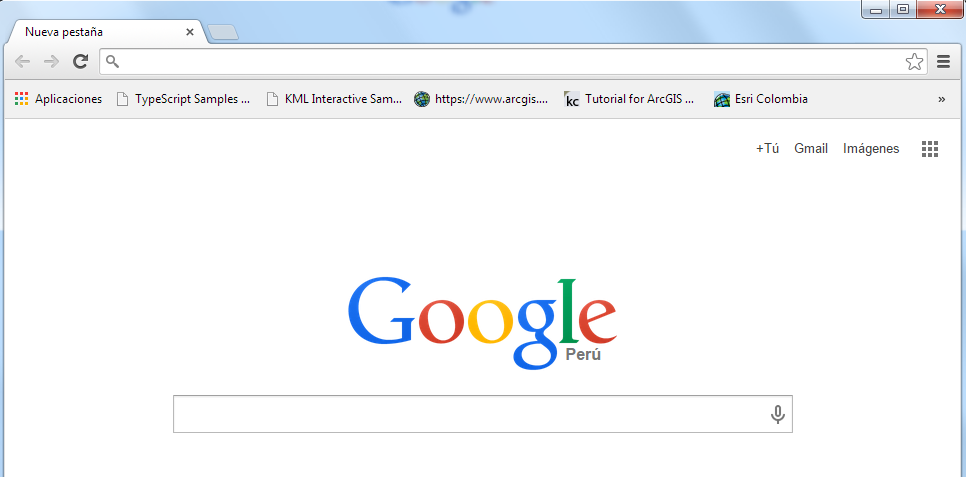 Nueva pestaña
Aplicaciones TypeScript Samples ... KML Interactive Sam... https://www.arcgis.... Tutorial for ArcGIS ... Esri Colombia »
+Tú Gmail Imágenes
Google
Perú